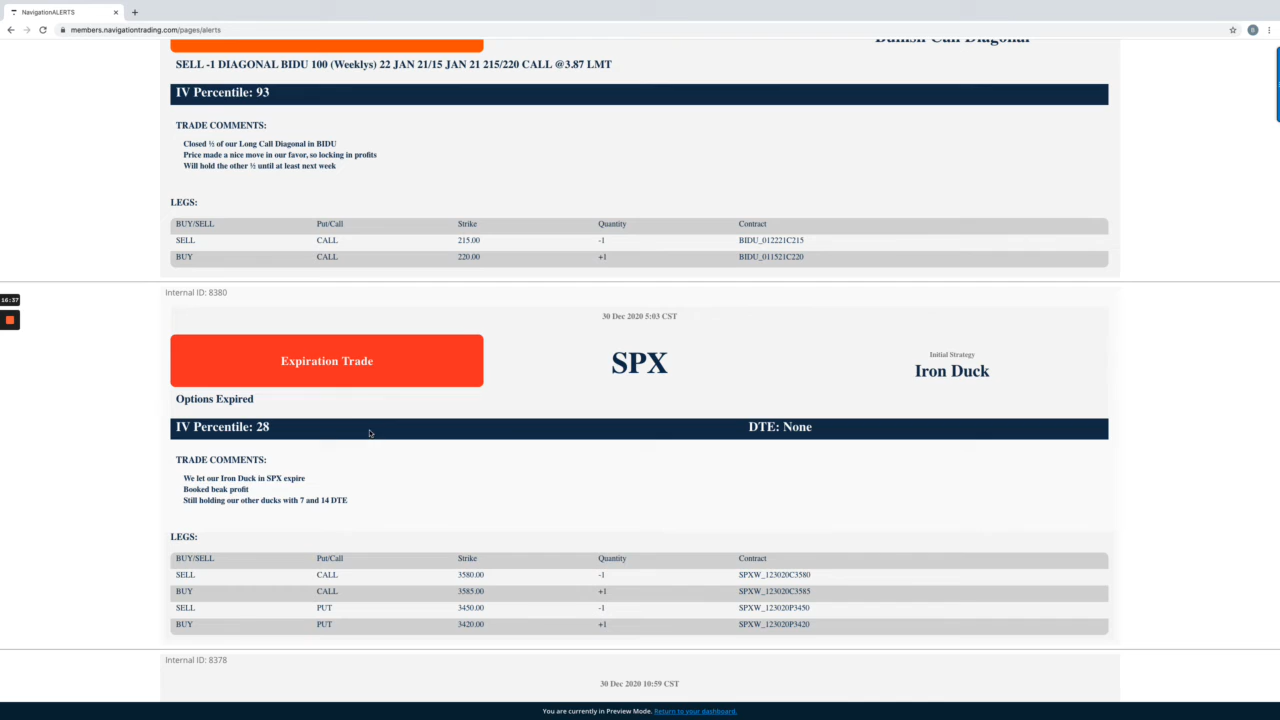 NavigationALERTS
members.navigationtrading.com/pages/alerts
Bullish Call Diagonal
SELL -1 DIAGONAL BIDU 100 (Weeklys) 22 JAN 21/15 JAN 21 215/220 CALL @3.87 LMT
IV Percentile: 93
TRADE COMMENTS:
Closed ½ of our Long Call Diagonal in BIDU
Price made a nice move in our favor, so locking in profits
Will hold the other ½ until at least next week
LEGS:
BUY/SELL Put/Call Strike Quantity Contract
SELL CALL 215.00 -1 BIDU_012221C215
BUY CALL 220.00 +1 BIDU_011521C220
Internal ID: 8380
16:37
30 Dec 2020 5:03 CST
Expiration Trade
SPX
Initial Strategy
Iron Duck
Options Expired
IV Percentile: 28 DTE: None
TRADE COMMENTS:
We let our Iron Duck in SPX expire
Booked beak profit
Still holding our other ducks with 7 and 14 DTE
LEGS:
BUY/SELL Put/Call Strike Quantity Contract
SELL CALL 3580.00 -1 SPXW_123020C3580
BUY CALL 3585.00 +1 SPXW_123020C3585
SELL PUT 3450.00 -1 SPXW_123020P3450
BUY PUT 3420.00 +1 SPXW_123020P3420
Internal ID: 8378
30 Dec 2020 10:59 CST
You are currently in Preview Mode. Return to your dashboard.